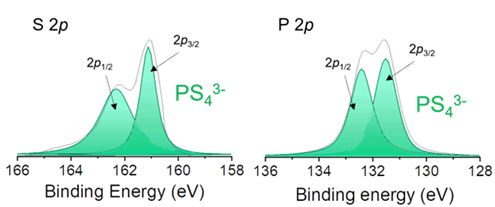 S 2p
2p1/2
2p3/2
PS43-
166 164 162 160 158
Binding Energy (eV)
P 2p
2p1/2
2p3/2
PS43-
136 134 132 130 128
Binding energy (eV)